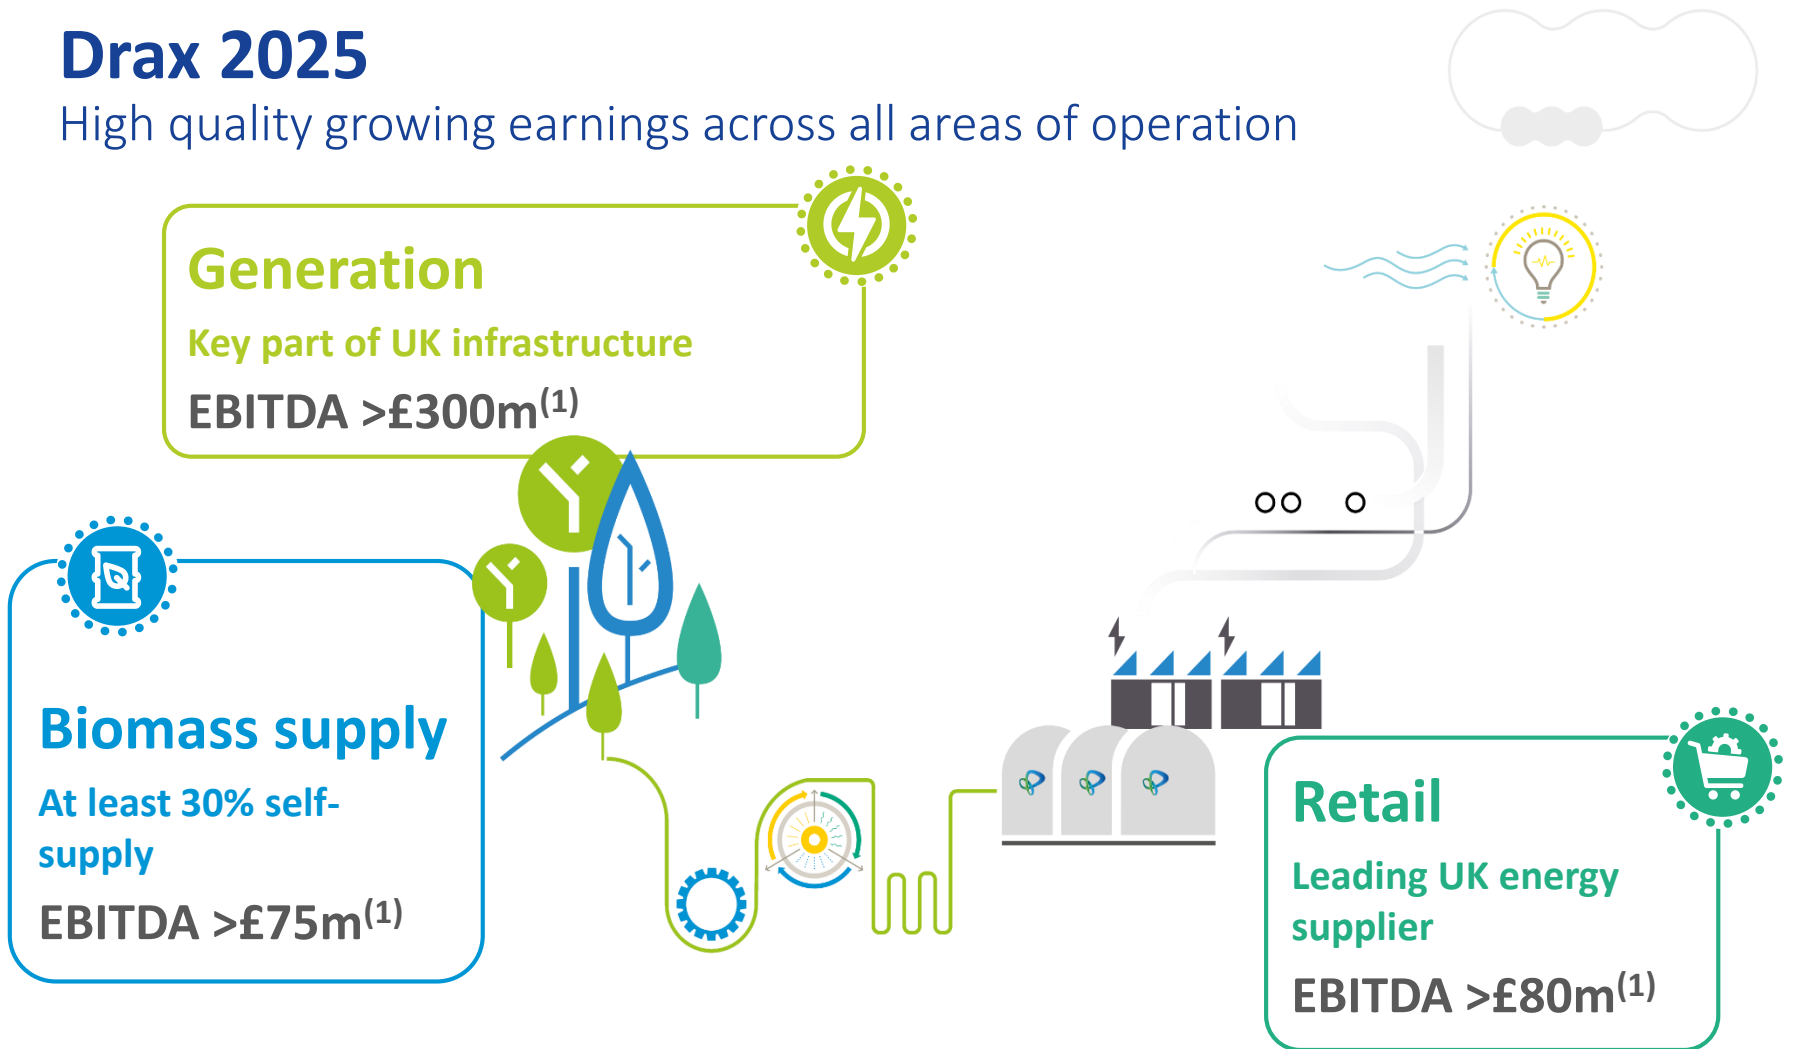 Drax 2025
High quality growing earnings across all areas of operation
Generation
Key part of UK infrastructure
EBITDA >£300m(1)
Biomass supply
At least 30% self-
supply
EBITDA >£75m(1)
Retail
Leading UK energy
supplier
EBITDA >£80m(1)